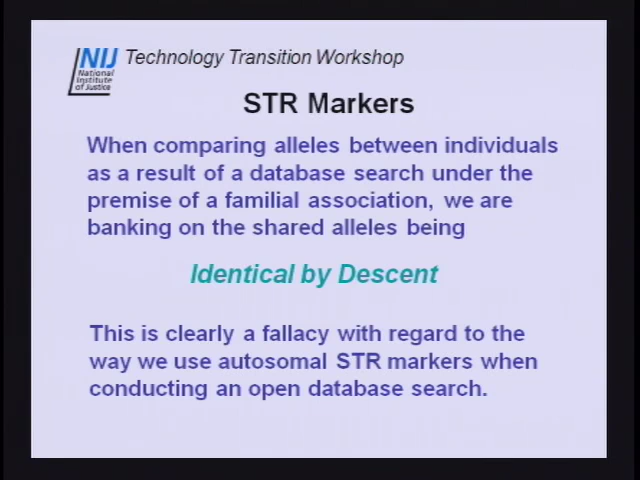 NIJ
National
Institute
of Justice
Technology Transition Workshop
STR Markers
When comparing alleles between individuals
as a result of a database search under the
premise of a familial association, we are
banking on the shared alleles being
Identical by Descent
This is clearly a fallacy with regard to the
way we use autosomal STR markers when
conducting an open database search.